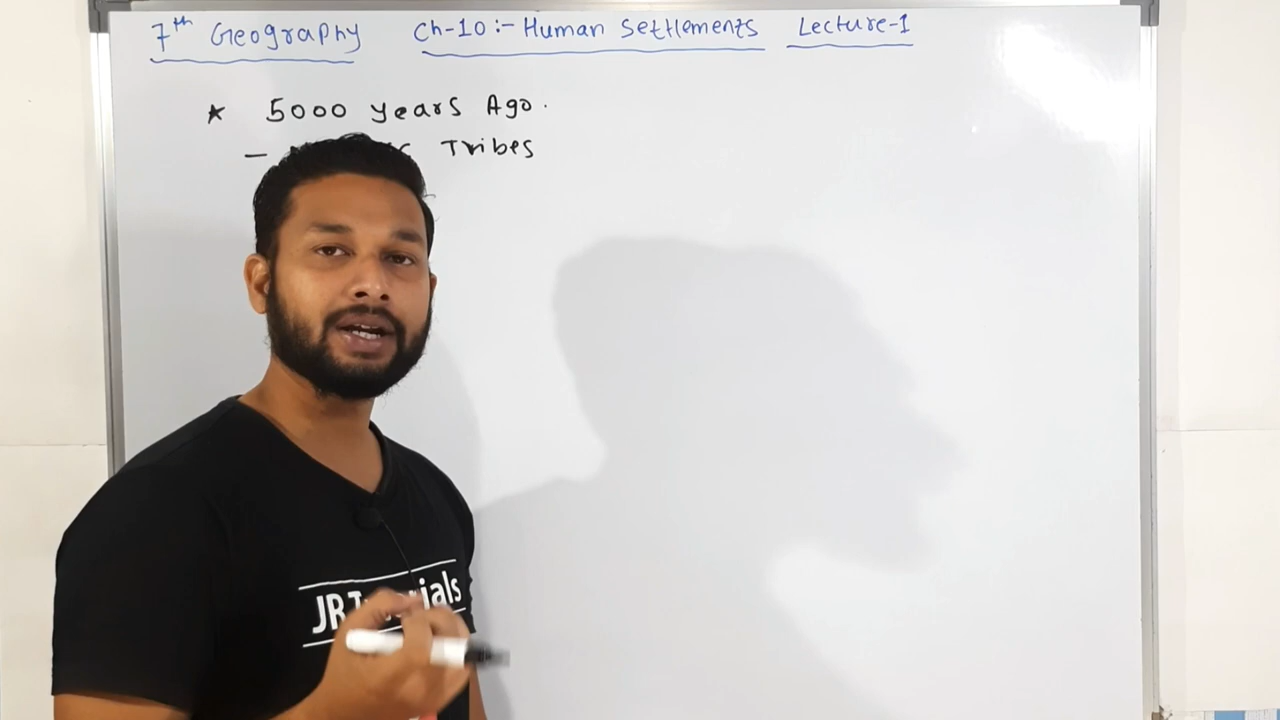 7th Geography Ch-10:- Human Settlements Lecture-1
* 5000 years Ago.
- Tribes